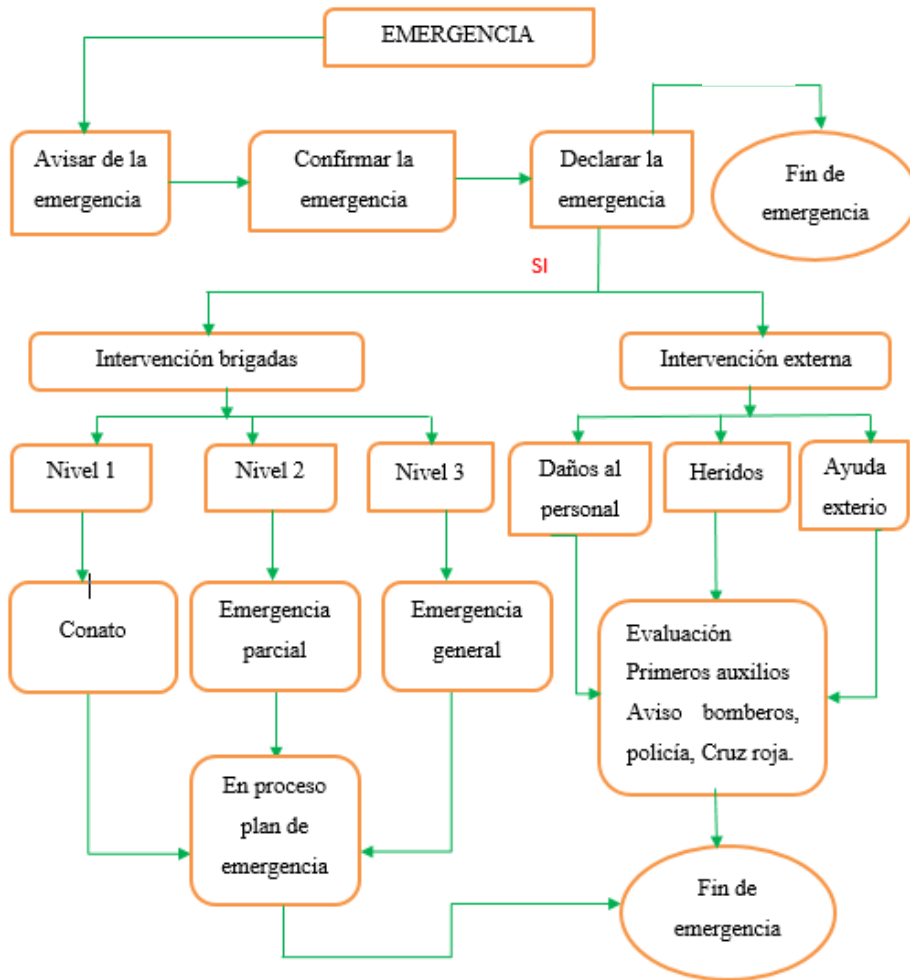 EMERGENCIA
Avisar de la
emergencia
Confirmar la
emergencia
Declarar la
emergencia
Fin de
emergencia
SI
Intervención brigadas
Intervención externa
Nivel 1
Nivel 2
Nivel 3
Daños al
personal
Heridos
Ayuda
exterio
Conato
Emergencia
parcial
Emergencia
general
Evaluación
Primeros auxilios
Aviso bomberos,
policía, Cruz roja.
En proceso
plan de
emergencia
Fin de
emergencia